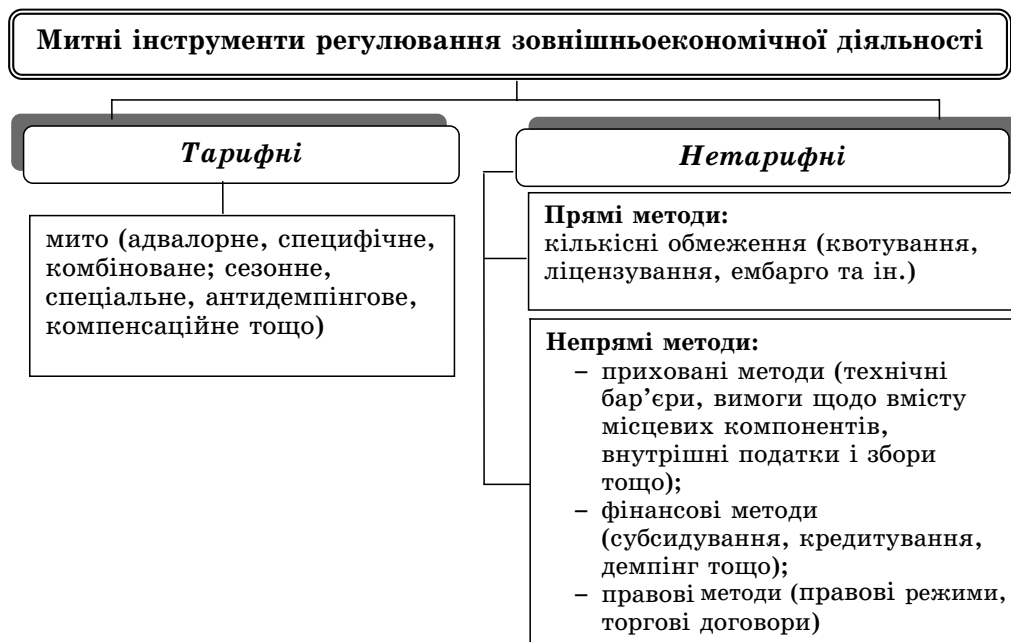 Митні інструменти регулювання зовнішньоекономічної діяльності
Тарифні
мито (адвалорне, специфічне,
комбіноване; сезонне,
спеціальне, антидемпінгове,
компенсаційне тощо)
Нетарифні
Прямі методи:
кількісні обмеження (квотування,
ліцензування, ембарго та ін.)
Непрямі методи:
– приховані методи (технічні
бар’єри, вимоги щодо вмісту
місцевих компонентів,
внутрішні податки і збори
тощо);
– фінансові методи
(субсидування, кредитування,
демпінг тощо);
– правові методи (правові режими,
торгові договори)